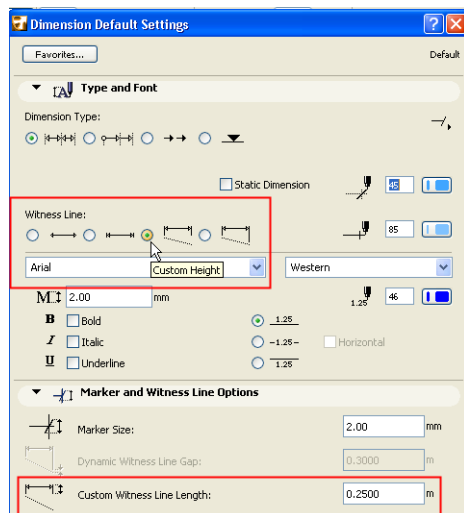 Dimension Default Settings
Favorites...
Default
Type and Font
Dimension Type:
Static Dimension
45
Witness Line:
85
Custom Height
Arial
Western
M 2.00 mm
1.25
46
B Bold
1.25
I Italic
-1.25-
Horizontal
U Underline
1.25
Marker and Witness Line Options
Marker Size:
2.00 mm
Dynamic Witness Line Gap:
0.3000 m
Custom Witness Line Length:
0.2500 m